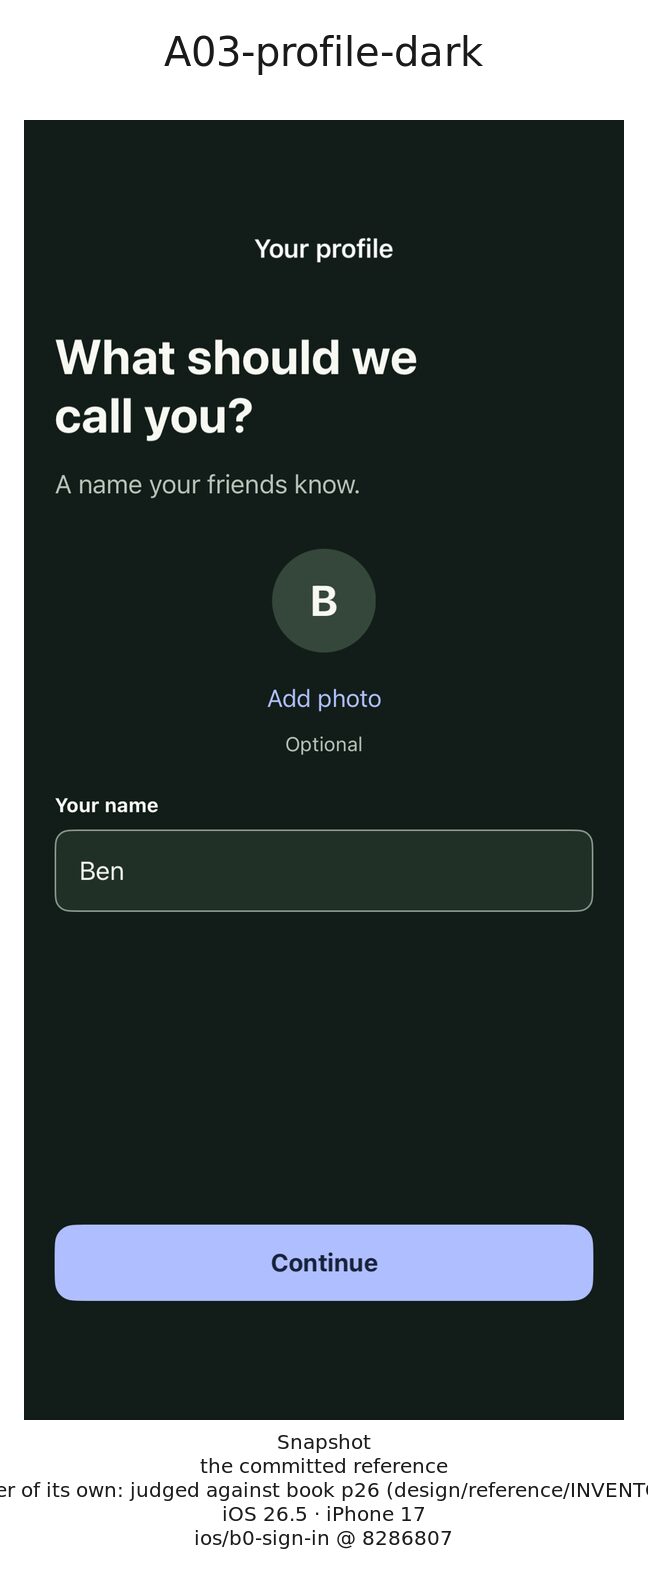 A03-profile-dark
Your profile
What should we
call you?
A name your friends know.
B
Add photo
Optional
Your name
Ben
Continue
Snapshot
the committed reference
of its own: judged against book p26 (design/reference/
iOS 26.5 · iPhone 17
ios/b0-sign-in @ 8286807